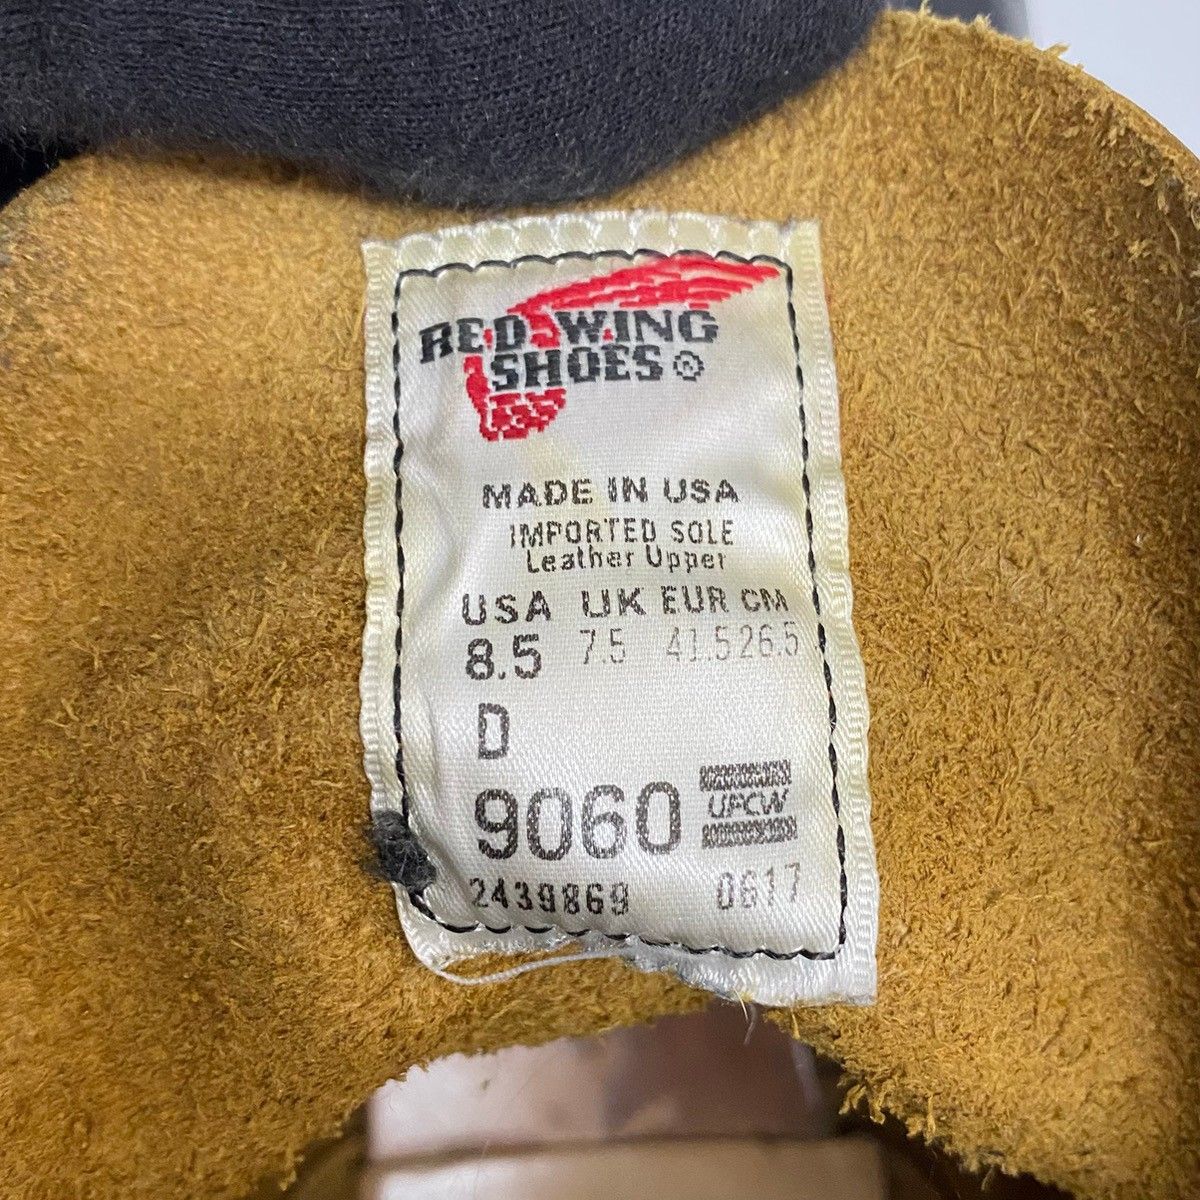 RED WING
SHOES®
MADE IN USA
IMPORTED SOLE
Leather Upper
USA UK EUR CM
8.5 7.5 41.5 26.5
D
9060 UFCW
2439869 0617